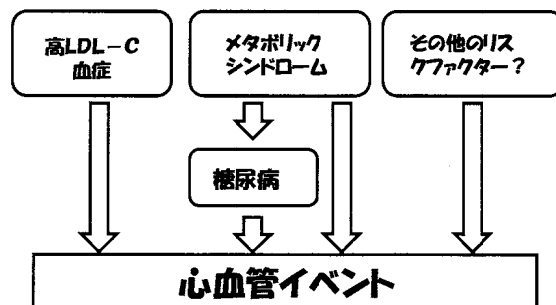 高LDL-C
血症
メタボリック
シンドローム
その他のリス
クファクター?
糖尿病
心血管イベント